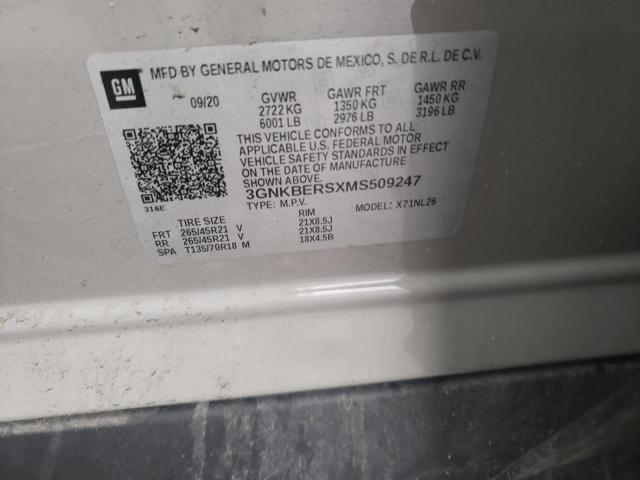 GM
MFD BY GENERAL MOTORS DE MEXICO, S. DE R.L. DE C.V.
09/20 GVWR GAWR FRT GAWR RR
2722 KG 1350 KG 1450 KG
6001 LB 2976 LB 3196 LB
THIS VEHICLE CONFORMS TO ALL
APPLICABLE U.S. FEDERAL MOTOR
VEHICLE SAFETY STANDARDS IN EFFECT
ON THE DATE OF MANUFACTURE
3GNKBERSXMS509247
316E TYPE: M.P.V. MODEL: X71NL26
TIRE SIZE RIM
FRT 265/45R21 V 21X8.5J
RR 265/45R21 V 21X8.5J
SPA T135/70R18 M 18X4.5B